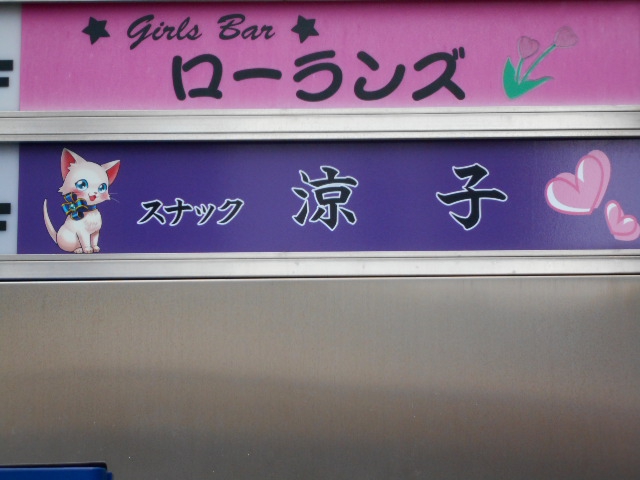 Girls Bar
ローランズ
スナック 涼子